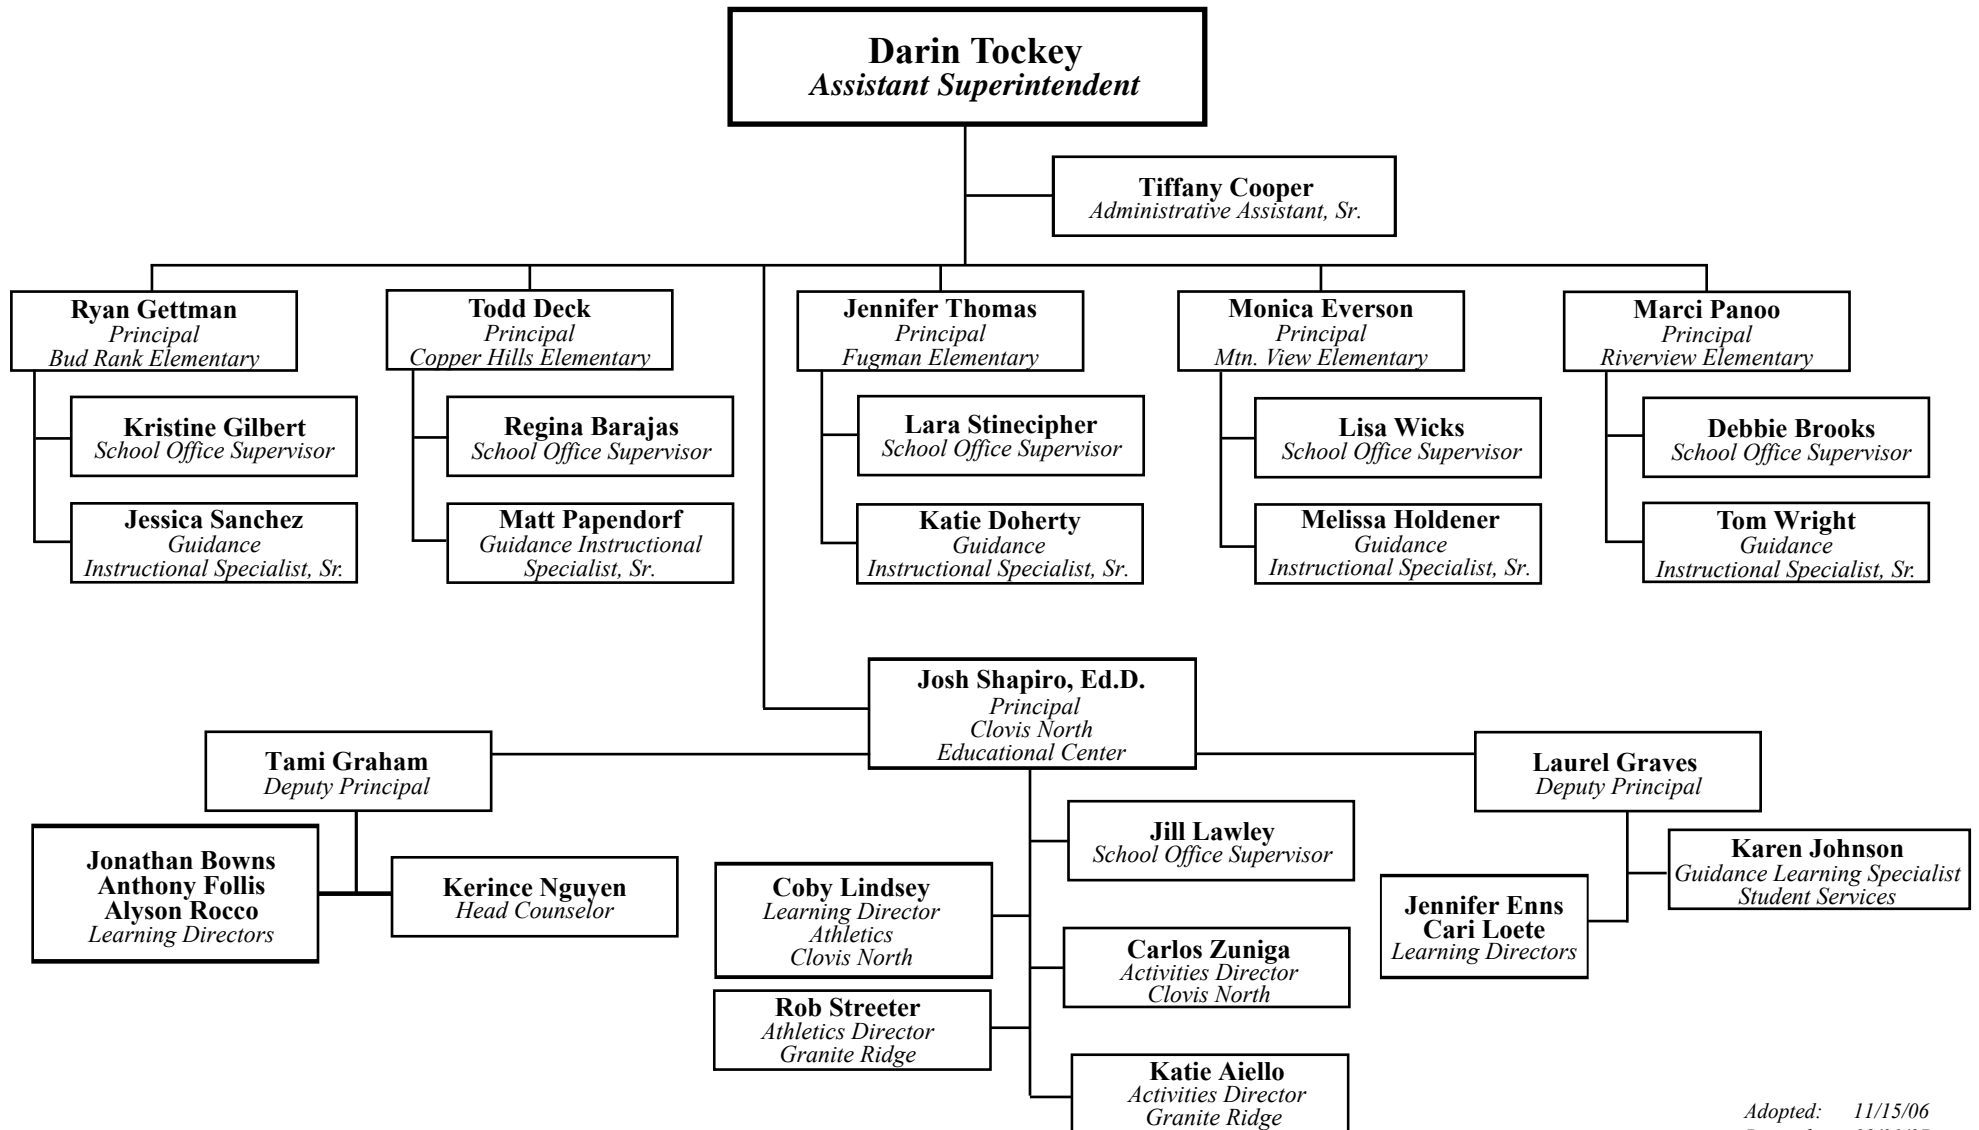 Darin Tockey
Assistant Superintendent
Tiffany Cooper
Administrative Assistant, Sr.
Ryan Gettman
Principal
Bud Rank Elementary
Todd Deck
Principal
Copper Hills Elementary
Jennifer Thomas
Principal
Fugman Elementary
Monica Everson
Principal
Mtn. View Elementary
Marci Panoo
Principal
Riverview Elementary
Kristine Gilbert
School Office Supervisor
Regina Barajas
School Office Supervisor
Lara Stinecipher
School Office Supervisor
Lisa Wicks
School Office Supervisor
Debbie Brooks
School Office Supervisor
Jessica Sanchez
Guidance
Instructional Specialist, Sr.
Matt Papendorf
Guidance Instructional
Specialist, Sr.
Katie Doherty
Guidance
Instructional Specialist, Sr.
Melissa Holdener
Guidance
Instructional Specialist, Sr.
Tom Wright
Guidance
Instructional Specialist, Sr.
Josh Shapiro, Ed.D.
Principal
Clovis North
Educational Center
Tami Graham
Deputy Principal
Laurel Graves
Deputy Principal
Jonathan Bowns
Anthony Follis
Alyson Rocco
Learning Directors
Kerince Nguyen
Head Counselor
Jill Lawley
School Office Supervisor
Coby Lindsey
Learning Director
Athletics
Clovis North
Carlos Zuniga
Activities Director
Clovis North
Rob Streeter
Athletics Director
Granite Ridge
Katie Aiello
Activities Director
Granite Ridge
Karen Johnson
Guidance Learning Specialist
Student Services
Jennifer Enns
Cari Loete
Learning Directors
Adopted: 11/15/06